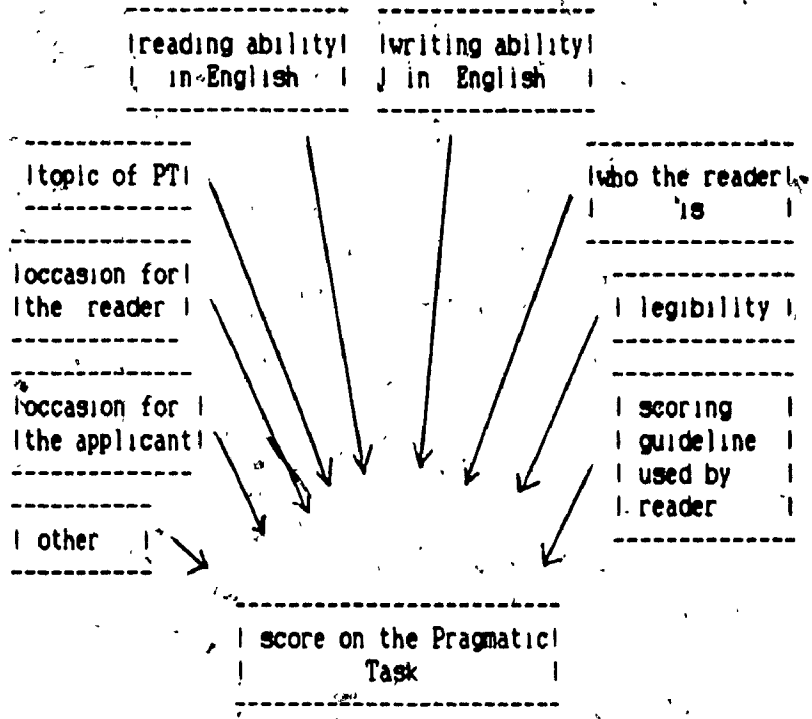 reading ability
in English
writing ability
in English
topic of PT
who the reader
is
occasion for
the reader
legibility
occasion for
the applicant
scoring
guideline
used by
reader
other
score on the Pragmatic
Task